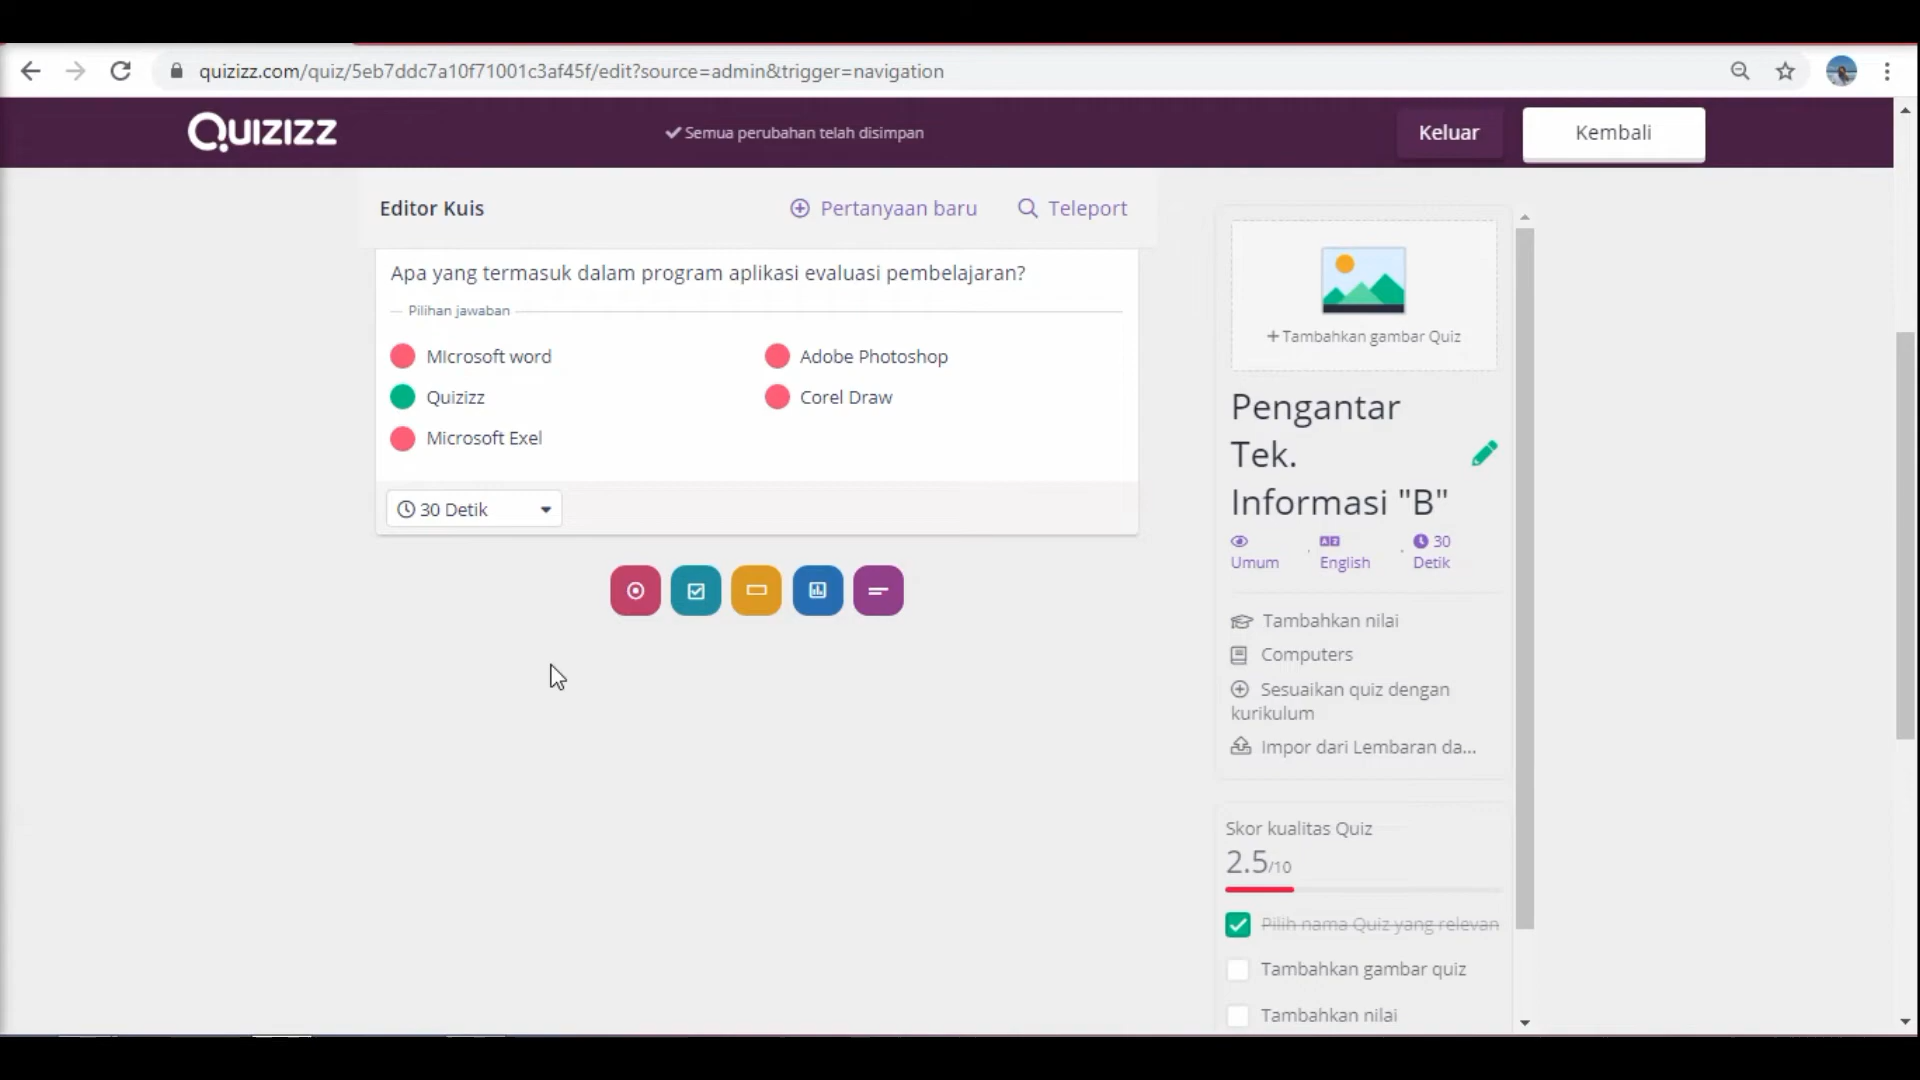 quizizz.com/quiz/5eb7ddc7a10f71001c3af45f/edit?source=admin&trigger=navigation
QUIZIZZ
Semua perubahan telah disimpan
Keluar
Kembali
Editor Kuis
Pertanyaan baru
Teleport
Apa yang termasuk dalam program aplikasi evaluasi pembelajaran?
Pilihan jawaban
MIcrosoft word
Adobe Photoshop
Quizizz
Corel Draw
Microsoft Exel
30 Detik
+ Tambahkan gambar Quiz
Pengantar
Tek.
Informasi "B"
Umum
English
30
Detik
Tambahkan nilai
Computers
Sesuaikan quiz dengan
kurikulum
Impor dari Lembaran da...
Skor kualitas Quiz
2.5/10
Pilih nama Quiz yang relevan
Tambahkan gambar quiz
Tambahkan nilai